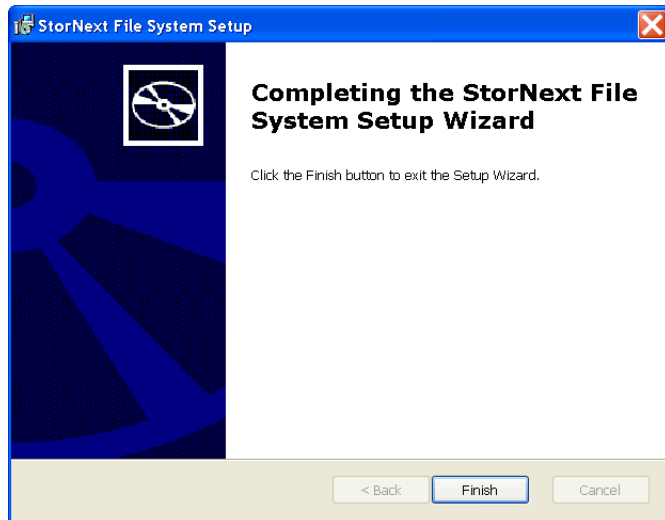 StorNext File System Setup
Completing the StorNext File
System Setup Wizard
Click the Finish button to exit the Setup Wizard.
< Back
Finish
Cancel